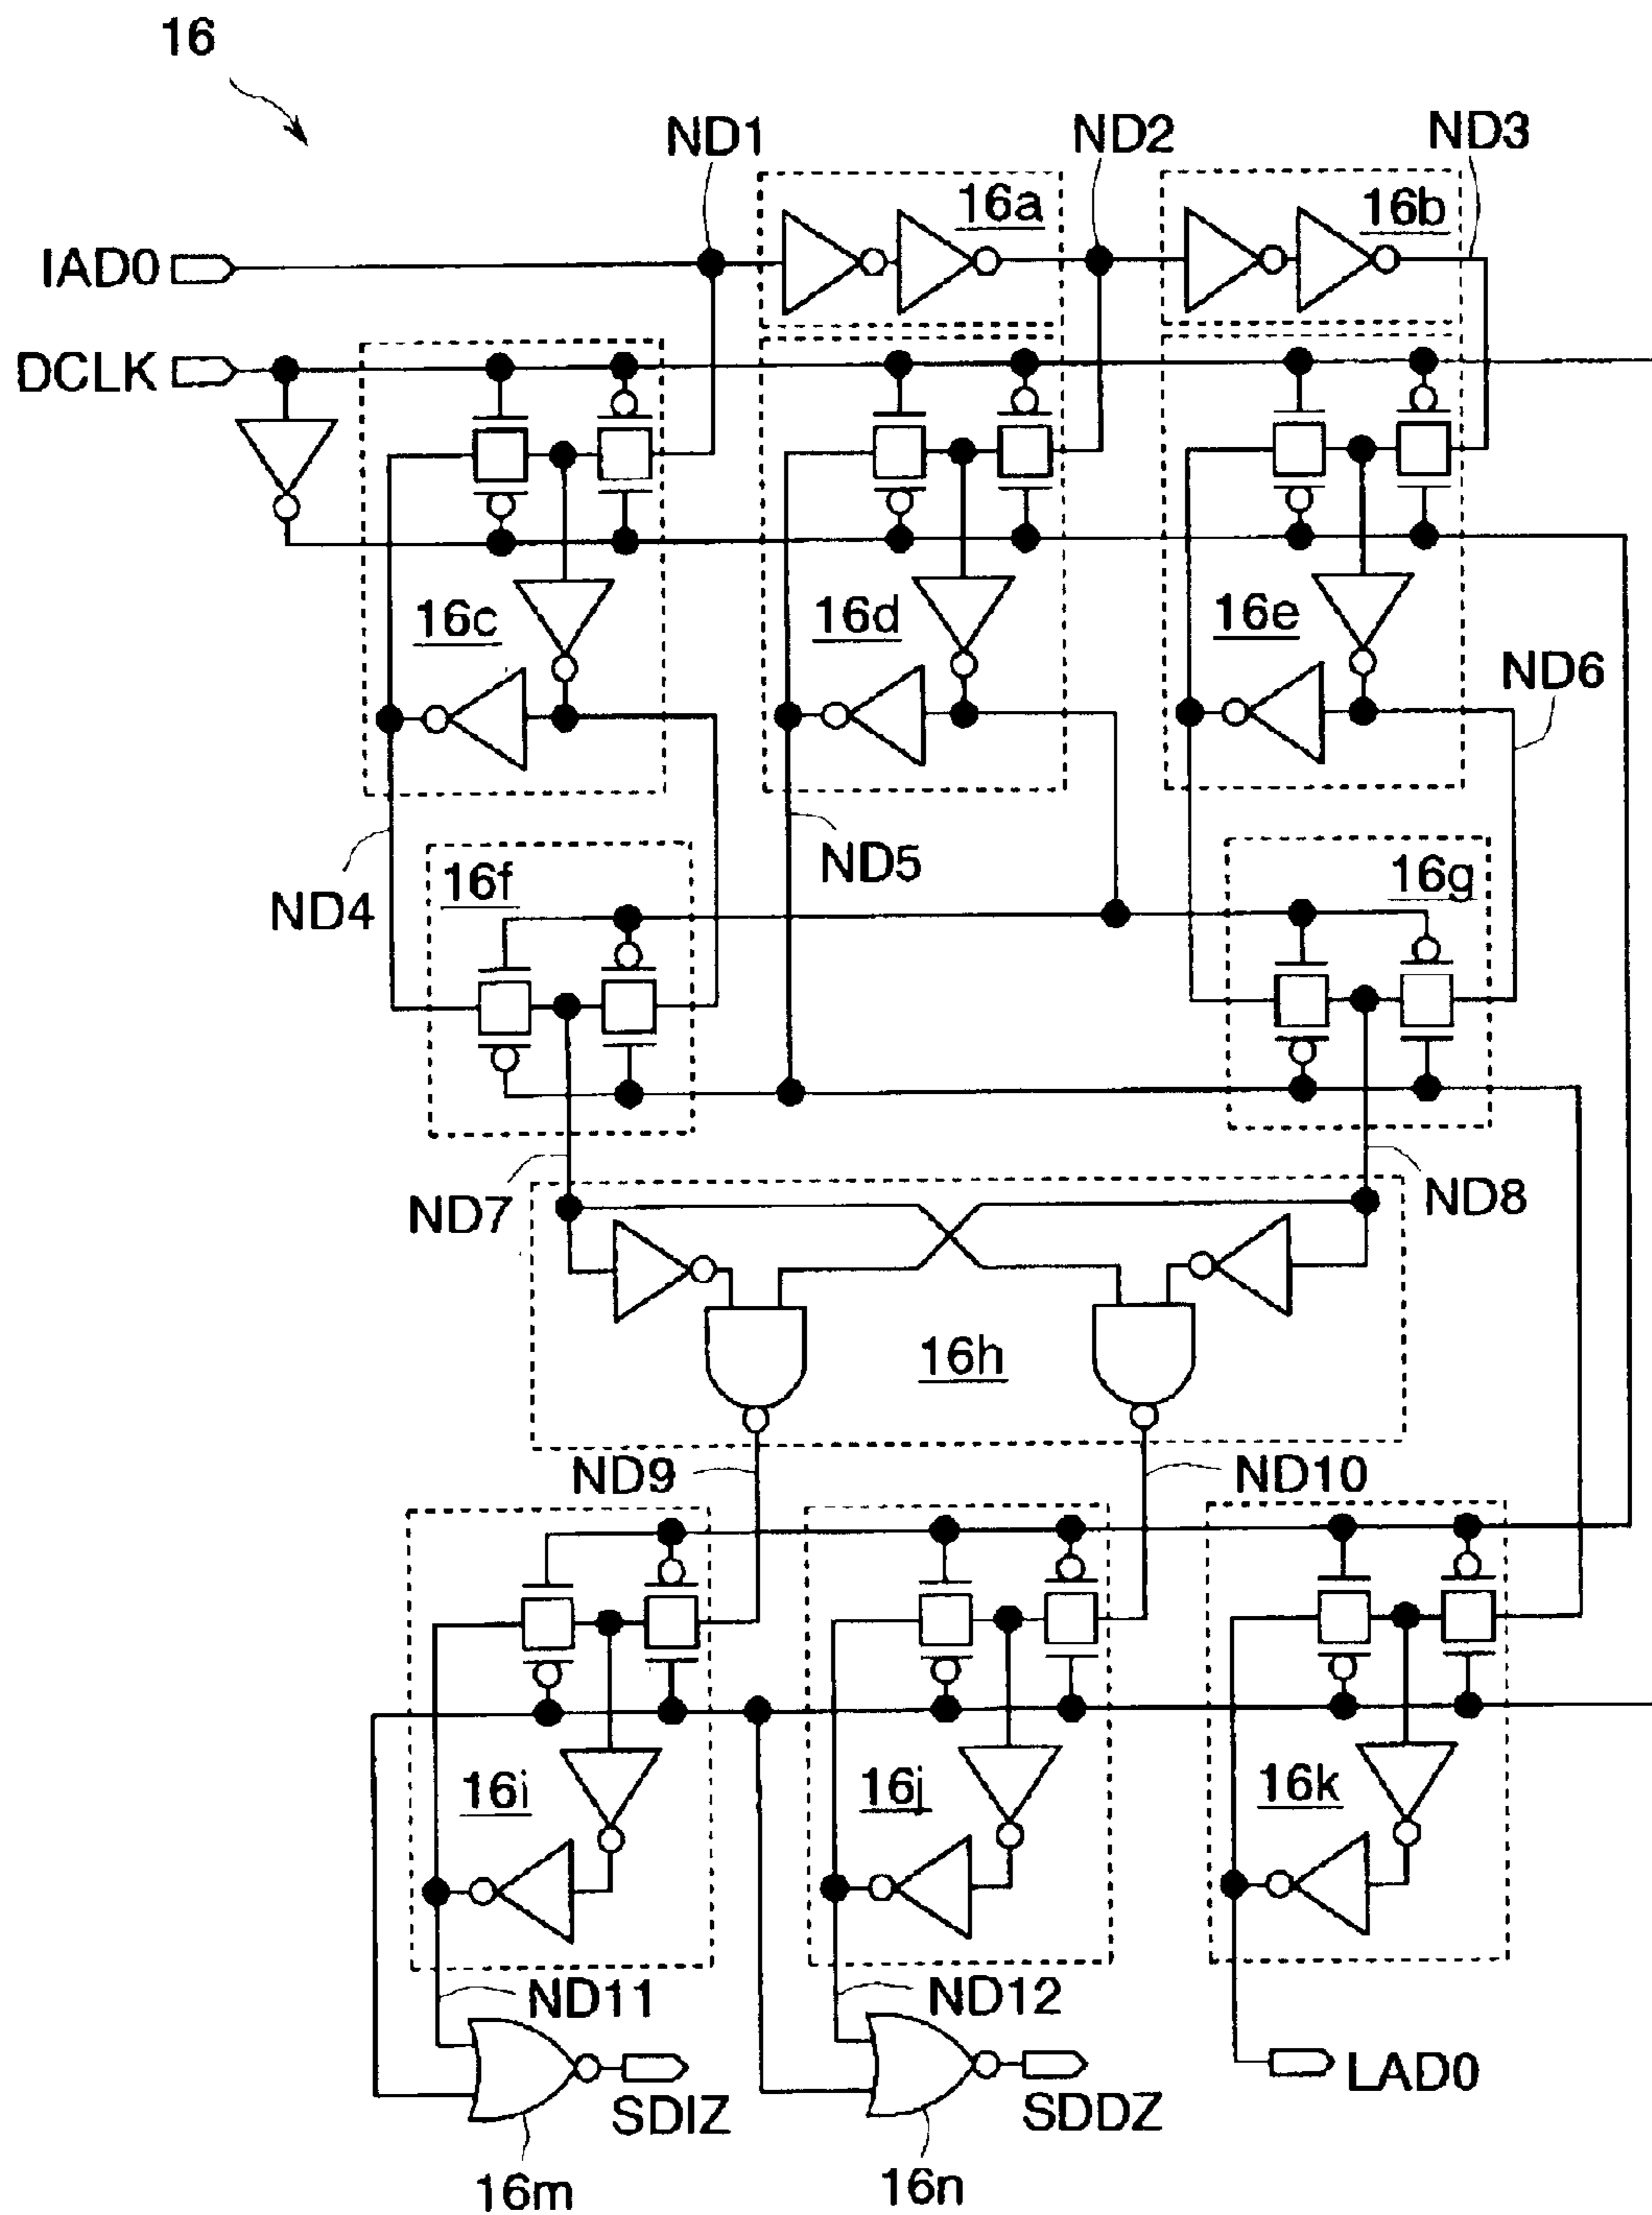 16
ND1
ND2
ND3
16a
16b
IAD0
DCLK
16c
16d
16e
ND6
ND4
16f
ND5
16g
ND7
ND8
16h
ND9
ND10
16i
16j
16k
ND11
ND12
SDIZ
SDDZ
LAD0
16m
16n